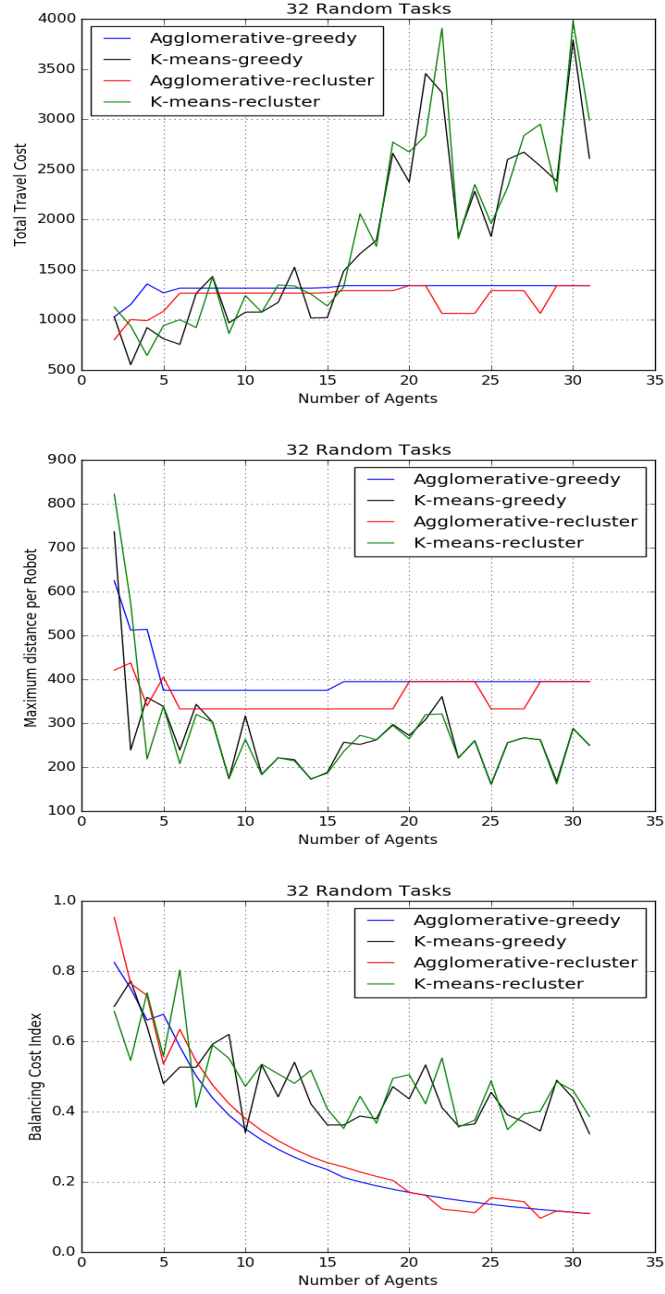 32 Random Tasks
Agglomerative-greedy
K-means-greedy
Agglomerative-recluster
K-means-recluster
4000
3500
3000
2500
2000
1500
1000
500
Total Travel Cost
0 5 10 15 20 25 30 35
Number of Agents
32 Random Tasks
Agglomerative-greedy
K-means-greedy
Agglomerative-recluster
K-means-recluster
900
800
700
600
500
400
300
200
100
Maximum distance per Robot
0 5 10 15 20 25 30 35
Number of Agents
32 Random Tasks
Agglomerative-greedy
K-means-greedy
Agglomerative-recluster
K-means-recluster
1.0
0.8
0.6
0.4
0.2
0.0
Balancing Cost Index
0 5 10 15 20 25 30 35
Number of Agents